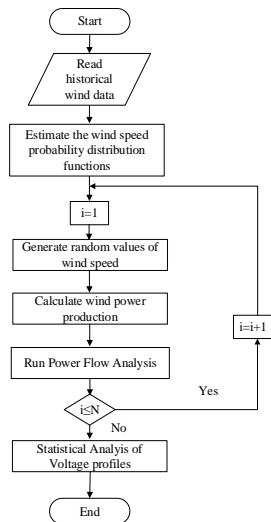 Start
Read
historical
wind data
Estimate the wind speed
probability distribution
functions
i=1
Generate random values of
wind speed
Calculate wind power
production
i=i+1
Run Power Flow Analysis
Yes
i≤N
No
Statistical Analyis of
Voltage profiles
End